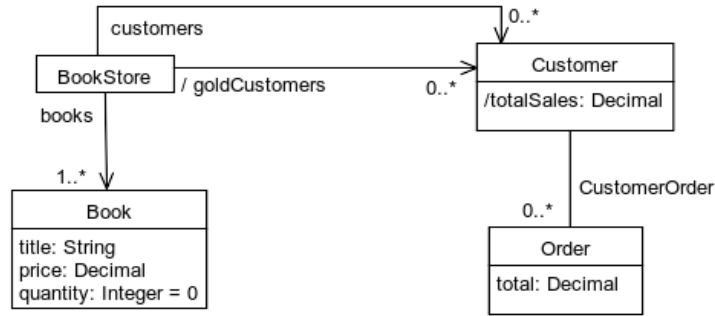 customers
0..*
BookStore
/ goldCustomers
0..*
Customer
/totalSales: Decimal
books
1..*
Book
title: String
price: Decimal
quantity: Integer = 0
CustomerOrder
0..*
Order
total: Decimal